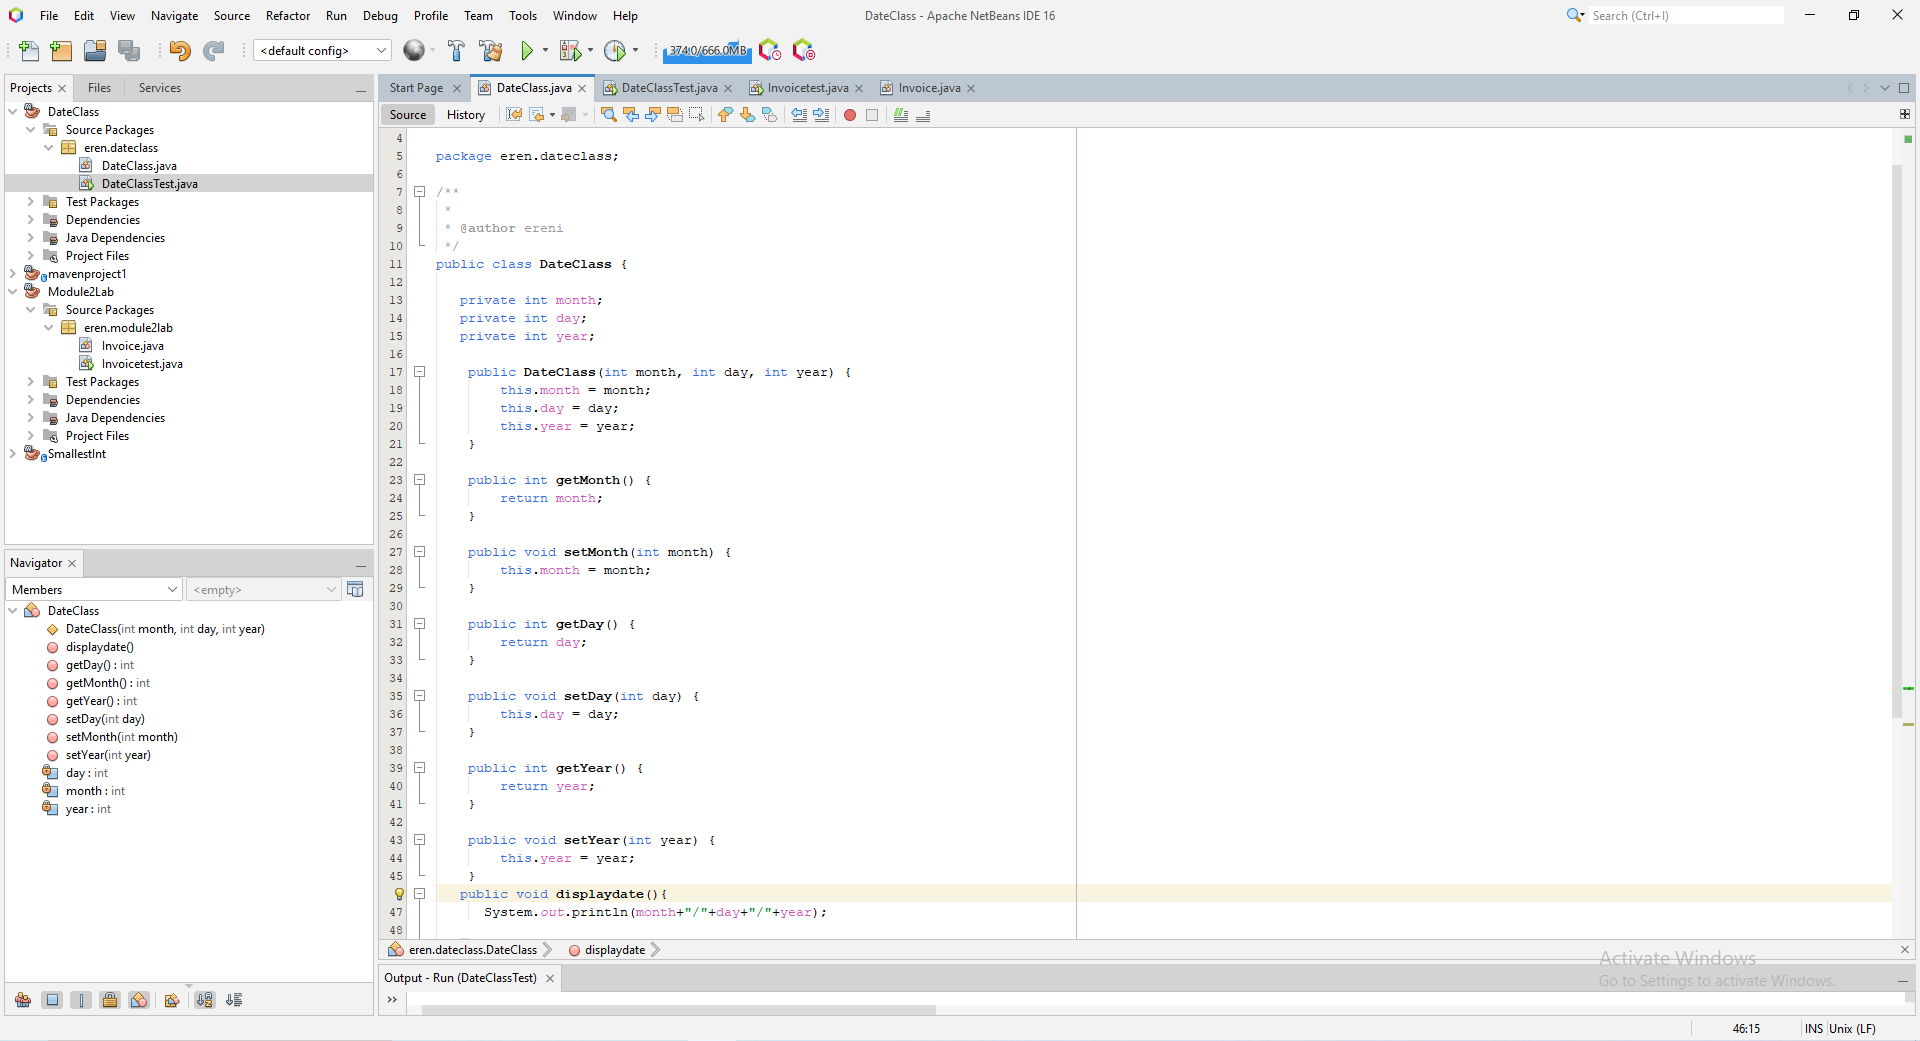 File Edit View Navigate Source Refactor Run Debug Profile Team Tools Window Help
DateClass - Apache NetBeans IDE 16
Search (Ctrl+I)
<default config>
374.0/666.0MB
Projects Files Services
DateClass
Source Packages
eren.dateclass
DateClass.java
DateClassTest.java
Test Packages
Dependencies
Java Dependencies
Project Files
mavenproject1
Module2Lab
Source Packages
eren.module2lab
Invoice.java
Invoicetest.java
Test Packages
Dependencies
Java Dependencies
Project Files
SmallestInt
Navigator
Members
<empty>
DateClass
DateClass(int month, int day, int year)
displaydate()
getDay() : int
getMonth() : int
getYear() : int
setDay(int day)
setMonth(int month)
setYear(int year)
day : int
month : int
year : int
Start Page DateClass.java DateClassTest.java Invoicetest.java Invoice.java
Source History
4
5 package eren.dateclass;
6
7 /**
8 *
9 * @author ereni
10 */
11 public class DateClass {
12
13 private int month;
14 private int day;
15 private int year;
16
17 public DateClass(int month, int day, int year) {
18 this.month = month;
19 this.day = day;
20 this.year = year;
21 }
22
23 public int getMonth() {
24 return month;
25 }
26
27 public void setMonth(int month) {
28 this.month = month;
29 }
30
31 public int getDay() {
32 return day;
33 }
34
35 public void setDay(int day) {
36 this.day = day;
37 }
38
39 public int getYear() {
40 return year;
41 }
42
43 public void setYear(int year) {
44 this.year = year;
45 }
public void displaydate(){
47 System.out.println(month+"/"+day+"/"+year);
48
eren.dateclass.DateClass displaydate
Output - Run (DateClassTest)
Activate Windows
Go to Settings to activate Windows.
46:15 INS Unix (LF)